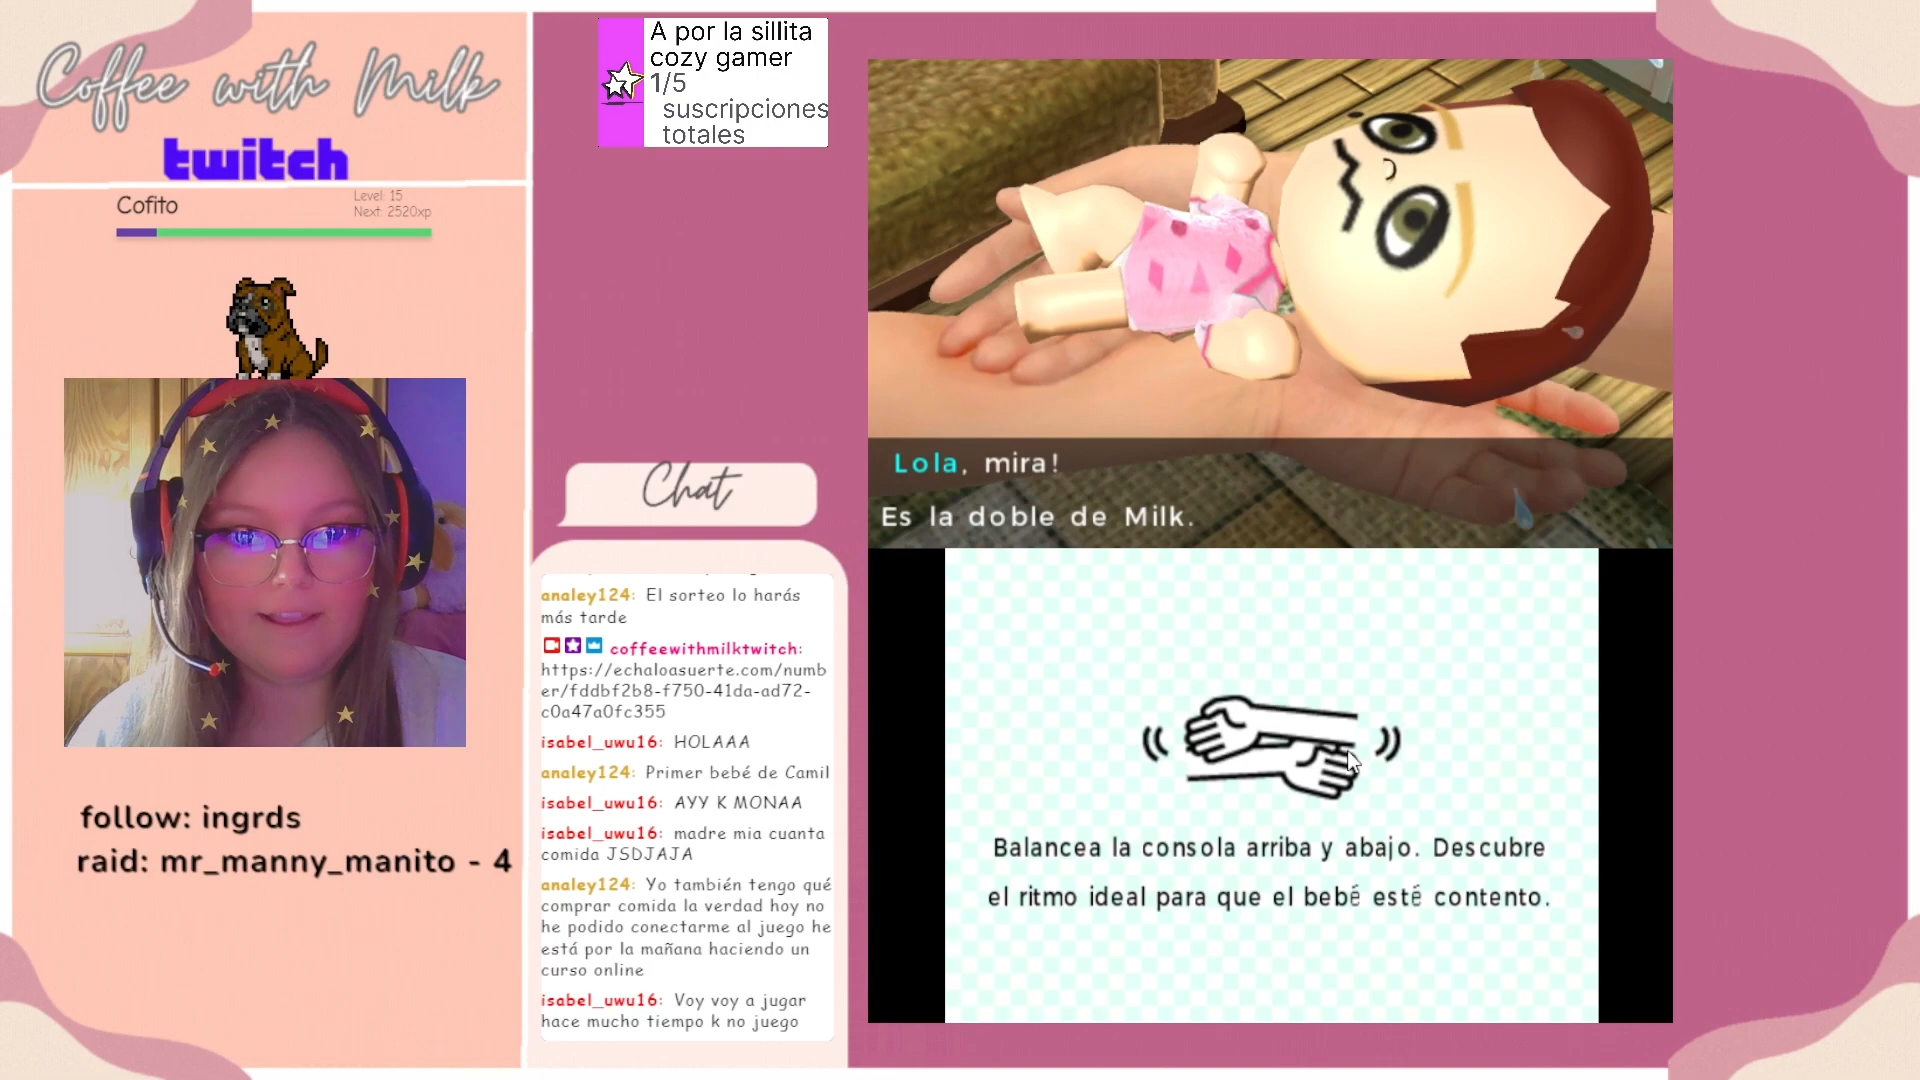 Coffee with Milk
twitch
Cofito
Level: 15
Next: 2520xp
follow: ingrds
raid: mr_manny_manito - 4
A por la sillita
cozy gamer
1/5
suscripciones
totales
Chat
analey124: El sorteo lo harás
más tarde
coffeewithmilktwitch:
https://echaloasuerte.com/numb
er/fddbf2b8-f750-41da-ad72-
c0a47a0fc355
isabel_uwu16: HOLAAA
analey124: Primer bebé de Camil
isabel_uwu16: AYY K MONAA
isabel_uwu16: madre mia cuanta
comida JSDJAJA
analey124: Yo también tengo qué
comprar comida la verdad hoy no
he podido conectarme al juego he
está por la mañana haciendo un
curso online
isabel_uwu16: Voy voy a jugar
hace mucho tiempo k no juego
Lola, mira!
Es la doble de Milk.
Balancea la consola arriba y abajo. Descubre
el ritmo ideal para que el bebé esté contento.